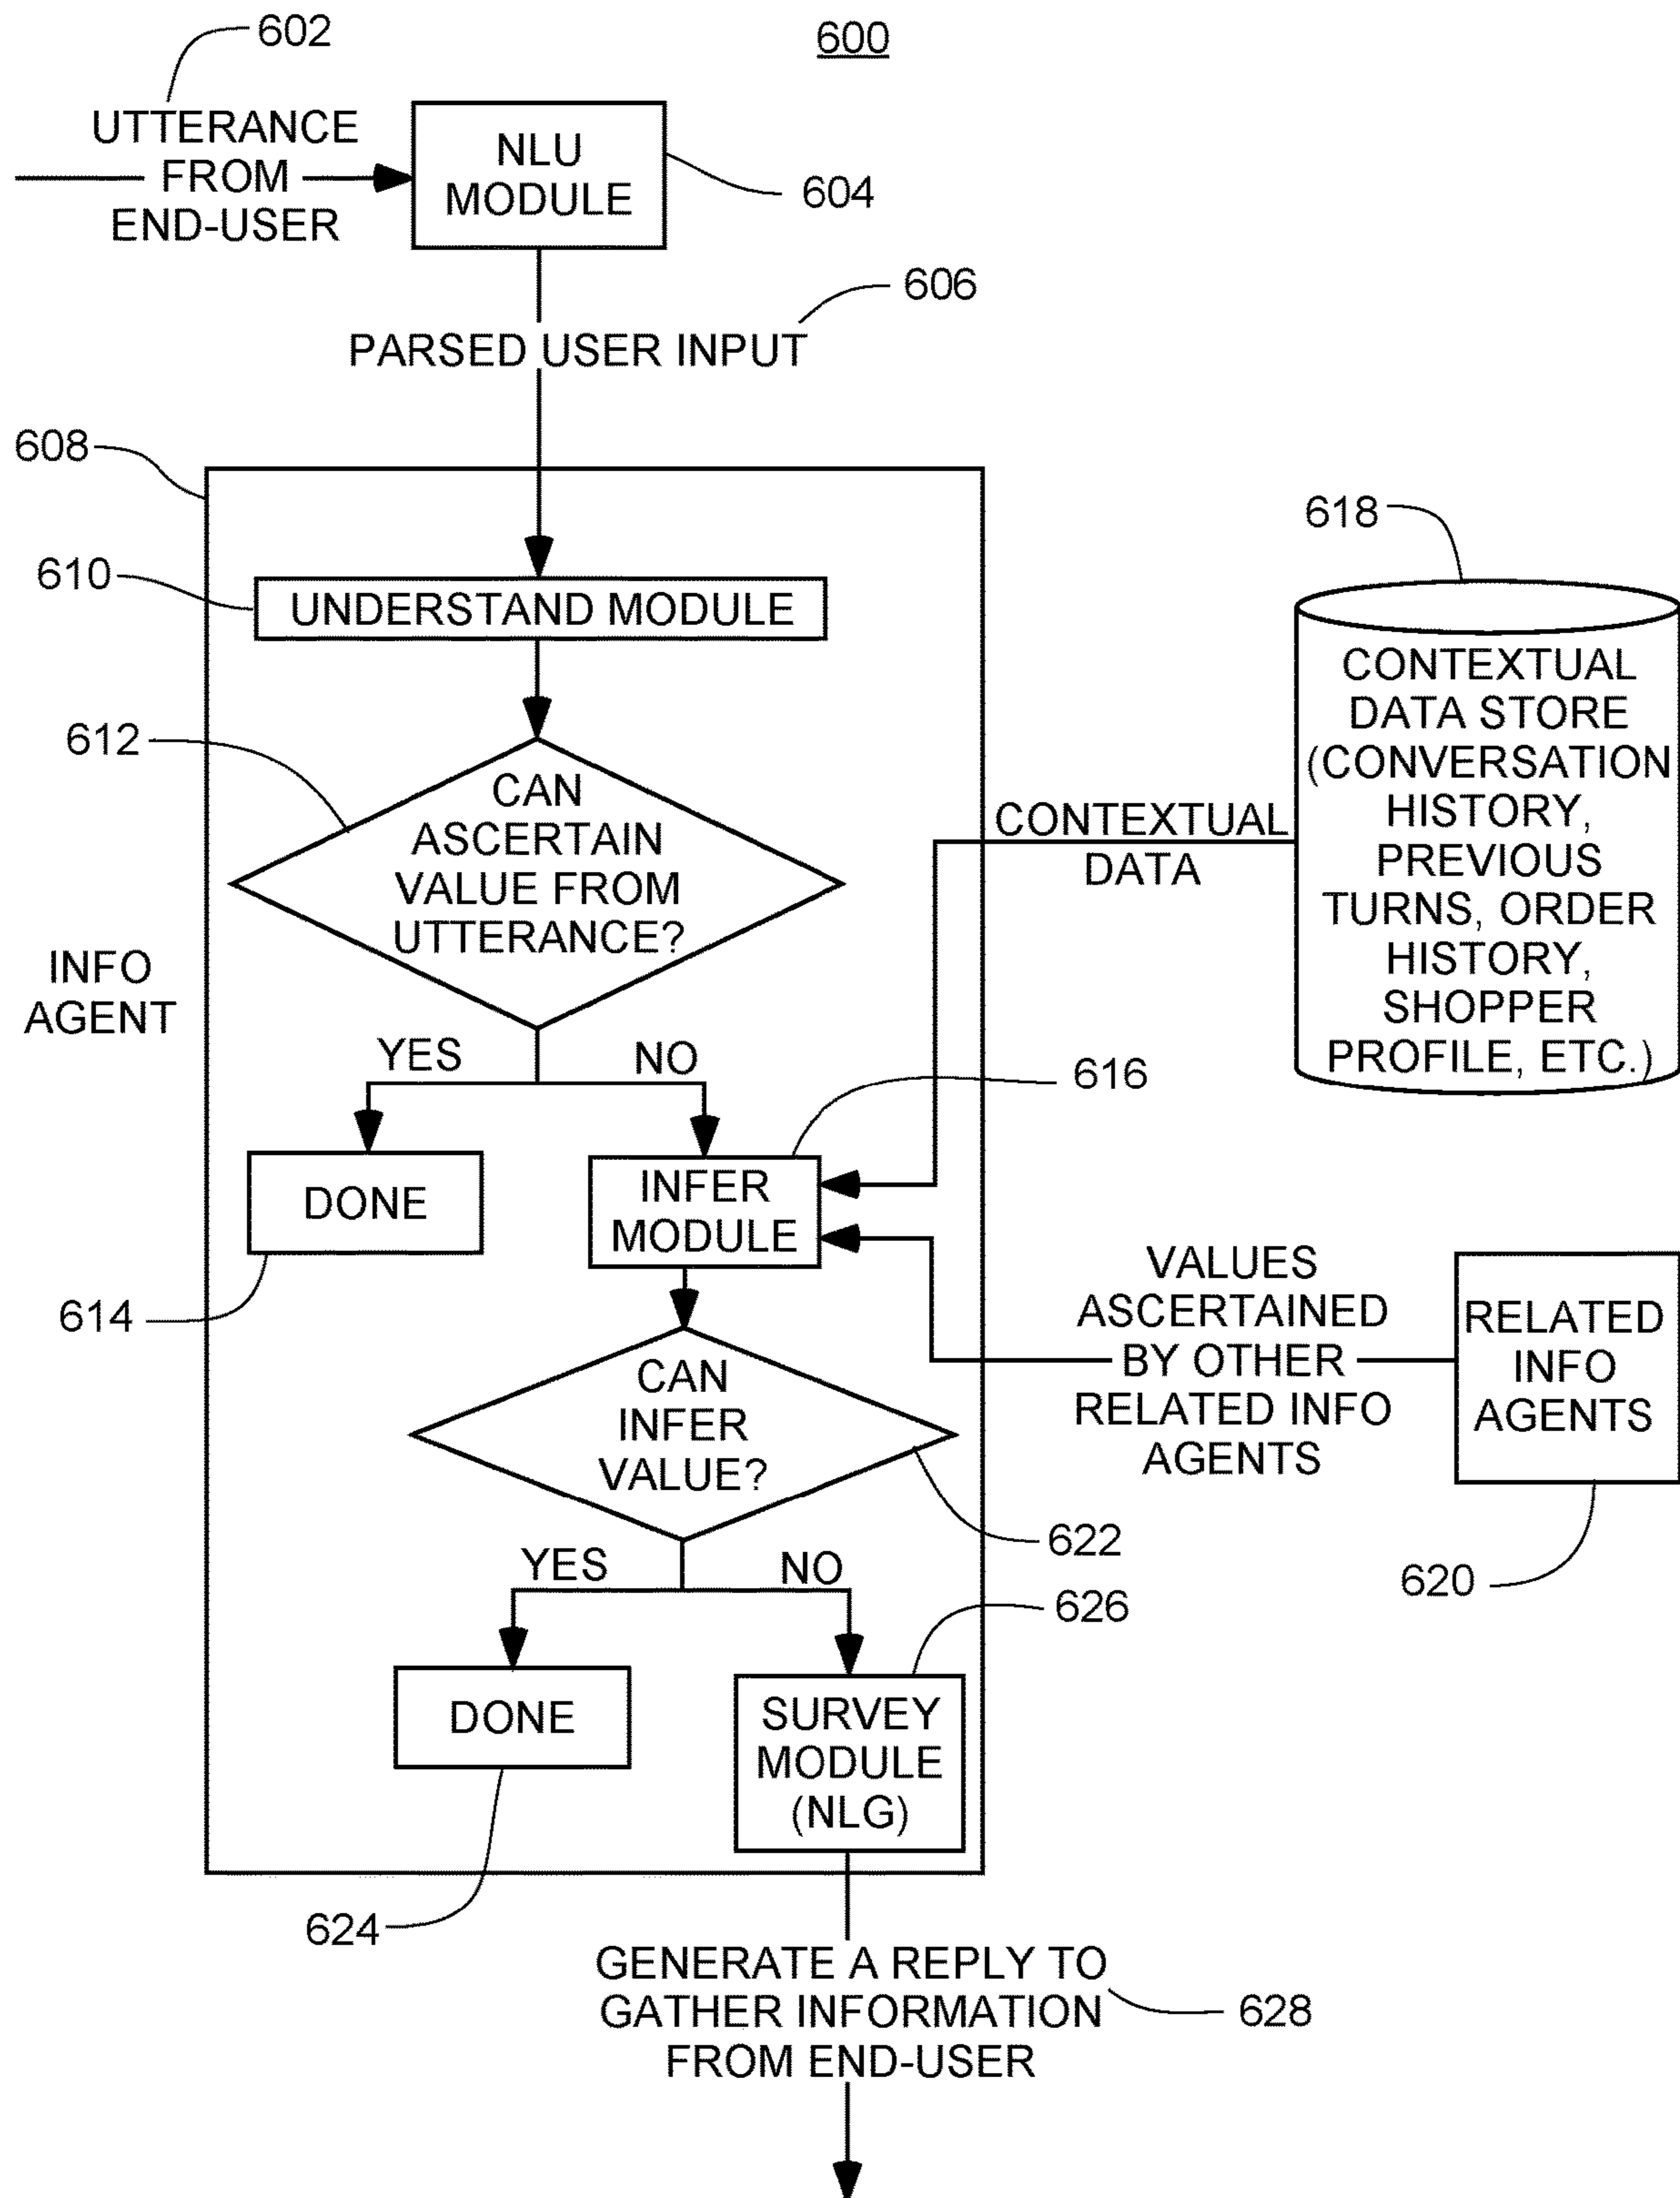 602
600
UTTERANCE
FROM
END-USER
NLU
MODULE
604
606
PARSED USER INPUT
608
610
UNDERSTAND MODULE
618
CONTEXTUAL
DATA STORE
(CONVERSATION
HISTORY,
PREVIOUS
TURNS, ORDER
HISTORY,
SHOPPER
PROFILE, ETC.)
612
CAN
ASCERTAIN
VALUE FROM
UTTERANCE?
CONTEXTUAL
DATA
INFO
AGENT
YES
NO
616
DONE
614
INFER
MODULE
VALUES
ASCERTAINED
BY OTHER
RELATED INFO
AGENTS
RELATED
INFO
AGENTS
620
CAN
INFER
VALUE?
622
YES
NO
626
DONE
624
SURVEY
MODULE
(NLG)
GENERATE A REPLY TO
GATHER INFORMATION
FROM END-USER
628